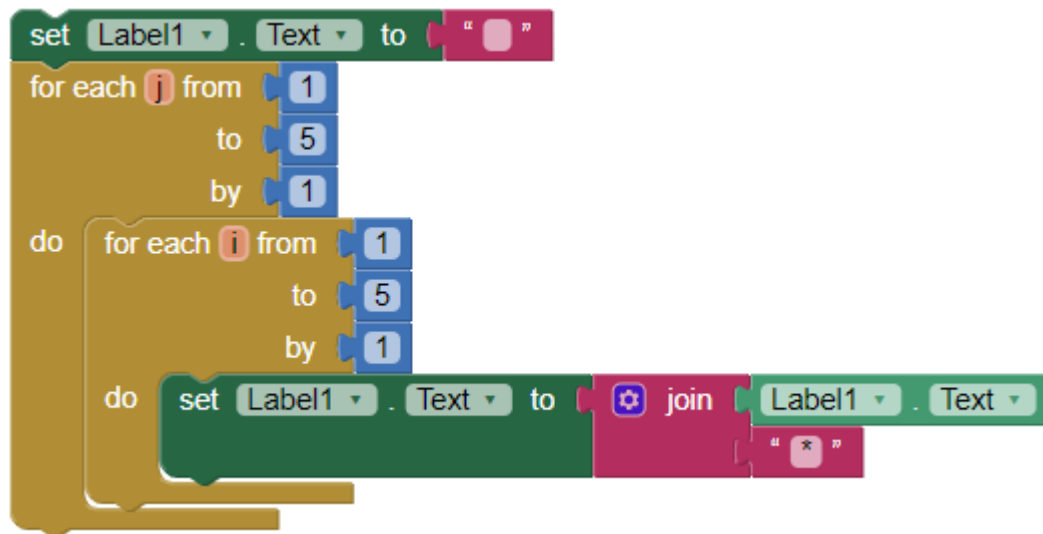 set Label1 . Text to " "
for each j from 1
to 5
by 1
do for each i from 1
to 5
by 1
do set Label1 . Text to join Label1 . Text
" * "